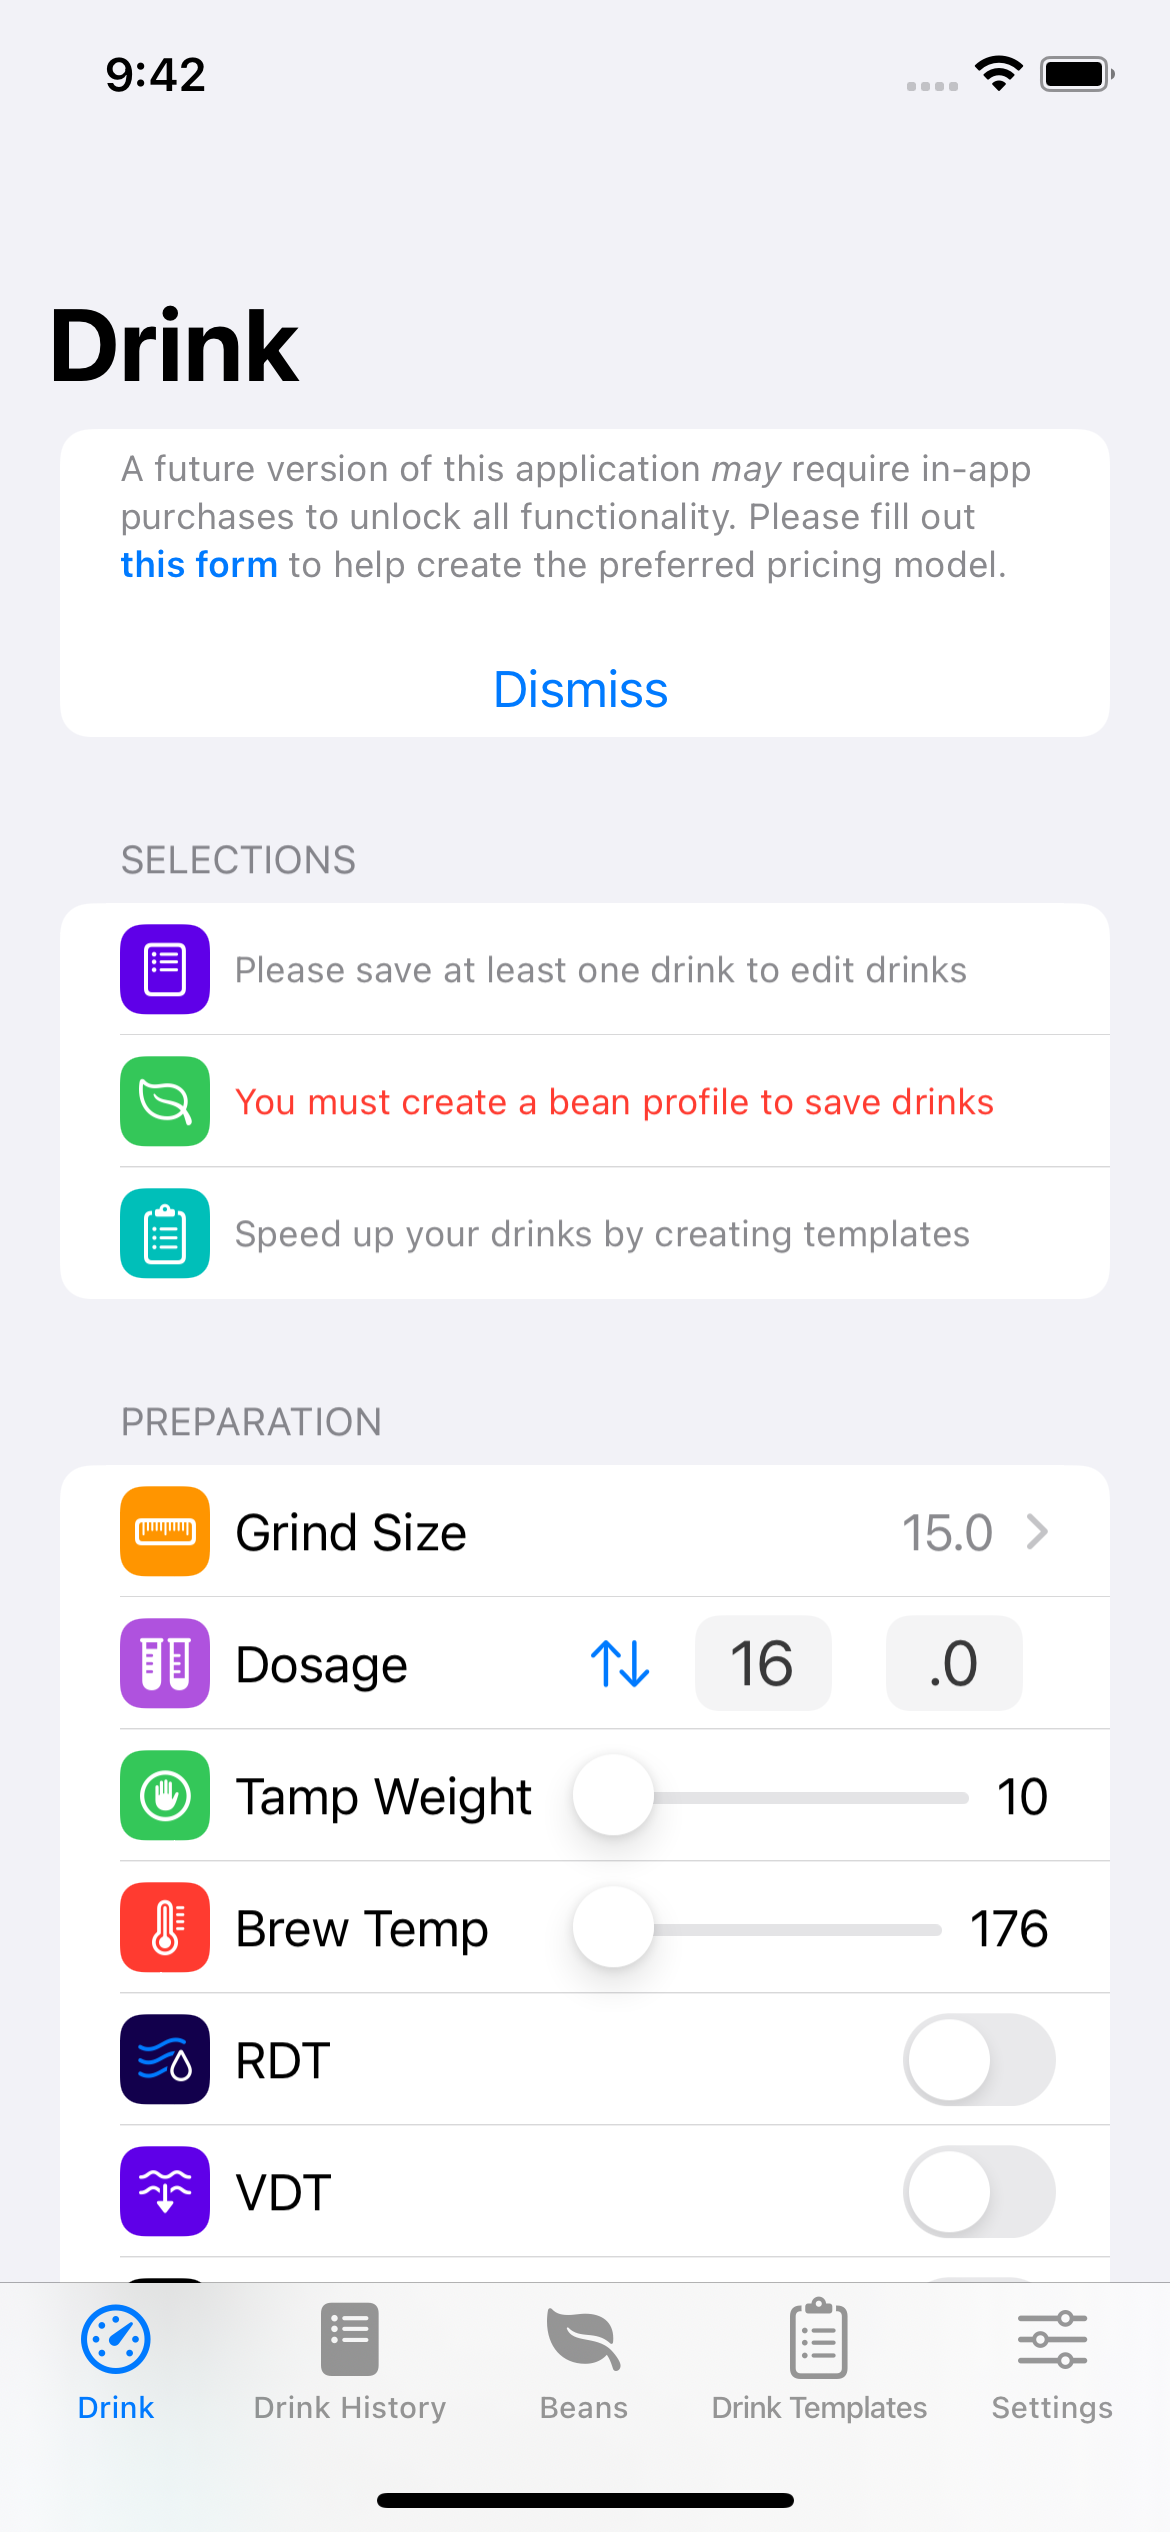 9:42
Drink
A future version of this application may require in-app
purchases to unlock all functionality. Please fill out
this form to help create the preferred pricing model.
Dismiss
SELECTIONS
Please save at least one drink to edit drinks
You must create a bean profile to save drinks
Speed up your drinks by creating templates
PREPARATION
Grind Size 15.0
Dosage 16 .0
Tamp Weight 10
Brew Temp 176
RDT
VDT
Drink Drink History Beans Drink Templates Settings